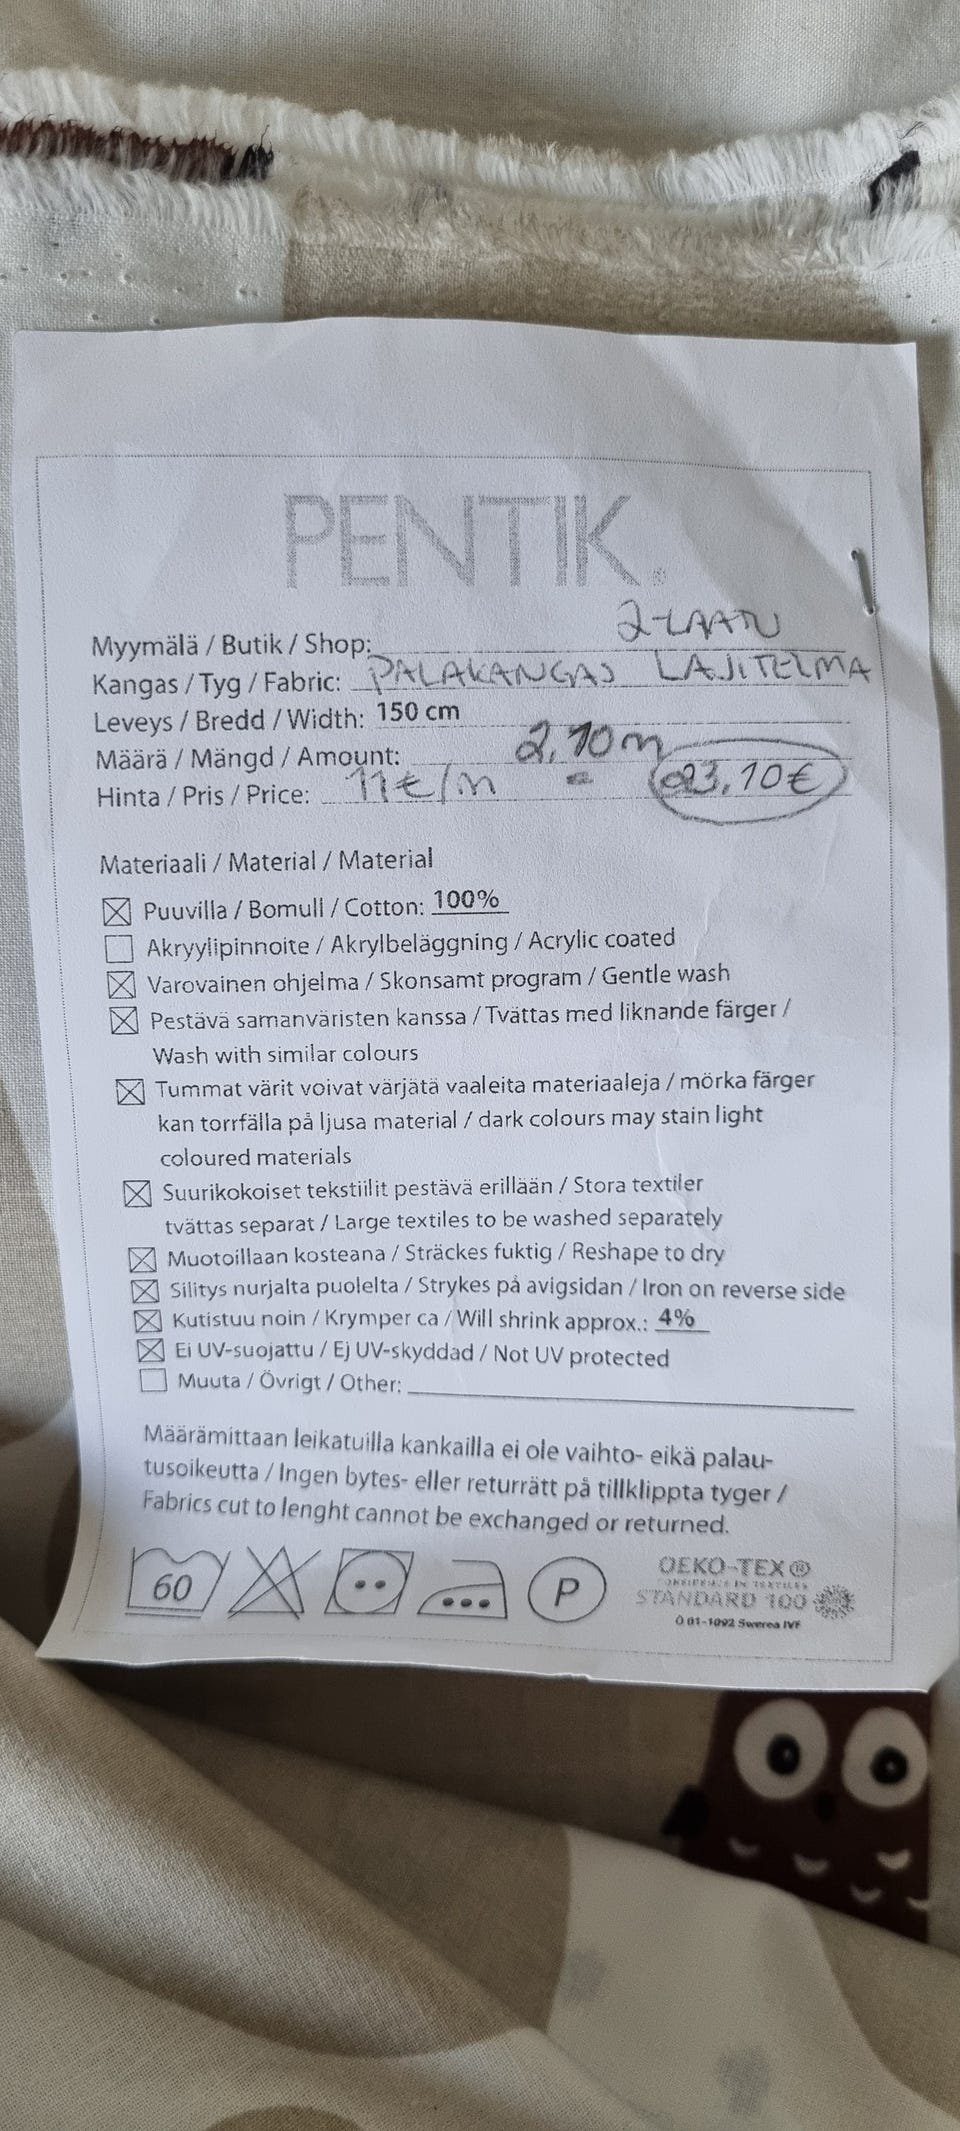 PENTIK®
2-LAATU
Myymälä / Butik / Shop:
Kangas / Tyg / Fabric: PALAKANGAS LAJITELMA
Leveys / Bredd / Width: 150 cm
Määrä / Mängd / Amount: 2,10 m
Hinta / Pris / Price: 11€/m = 23,10€
Materiaali / Material / Material
Puuvilla / Bomull / Cotton: 100%
Akryylipinnoite / Akrylbeläggning / Acrylic coated
Varovainen ohjelma / Skonsamt program / Gentle wash
Pestävä samanväristen kanssa / Tvättas med liknande färger /
Wash with similar colours
Tummat värit voivat värjätä vaaleita materiaaleja / mörka färger
kan torrfälla på ljusa material / dark colours may stain light
coloured materials
Suurikokoiset tekstiilit pestävä erillään / Stora textiler
tvättas separat / Large textiles to be washed separately
Muotoillaan kosteana / Sträckes fuktig / Reshape to dry
Silitys nurjalta puolelta / Strykes på avigsidan / Iron on reverse side
Kutistuu noin / Krymper ca / Will shrink approx.: 4%
Ei UV-suojattu / Ej UV-skyddad / Not UV protected
Muuta / Övrigt / Other:
Määrämittaan leikatuilla kankailla ei ole vaihto- eikä palau-
tusoikeutta / Ingen bytes- eller returrätt på tillklippta tyger /
Fabrics cut to lenght cannot be exchanged or returned.
60 P
OEKO-TEX®
CONFIDENCE IN TEXTILES
STANDARD 100
Ö 01-1092 Swerea IVF